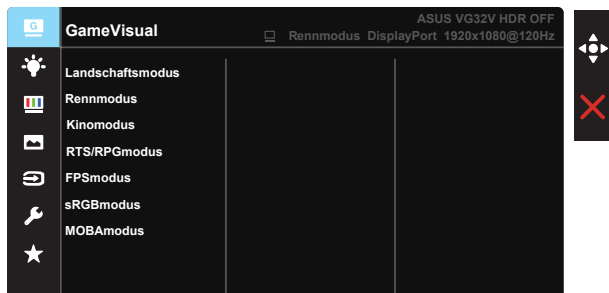 G
GameVisual
ASUS VG32V HDR OFF
Rennmodus DisplayPort 1920x1080@120Hz
Landschaftsmodus
Rennmodus
Kinomodus
RTS/RPGmodus
FPSmodus
sRGBmodus
MOBAmodus